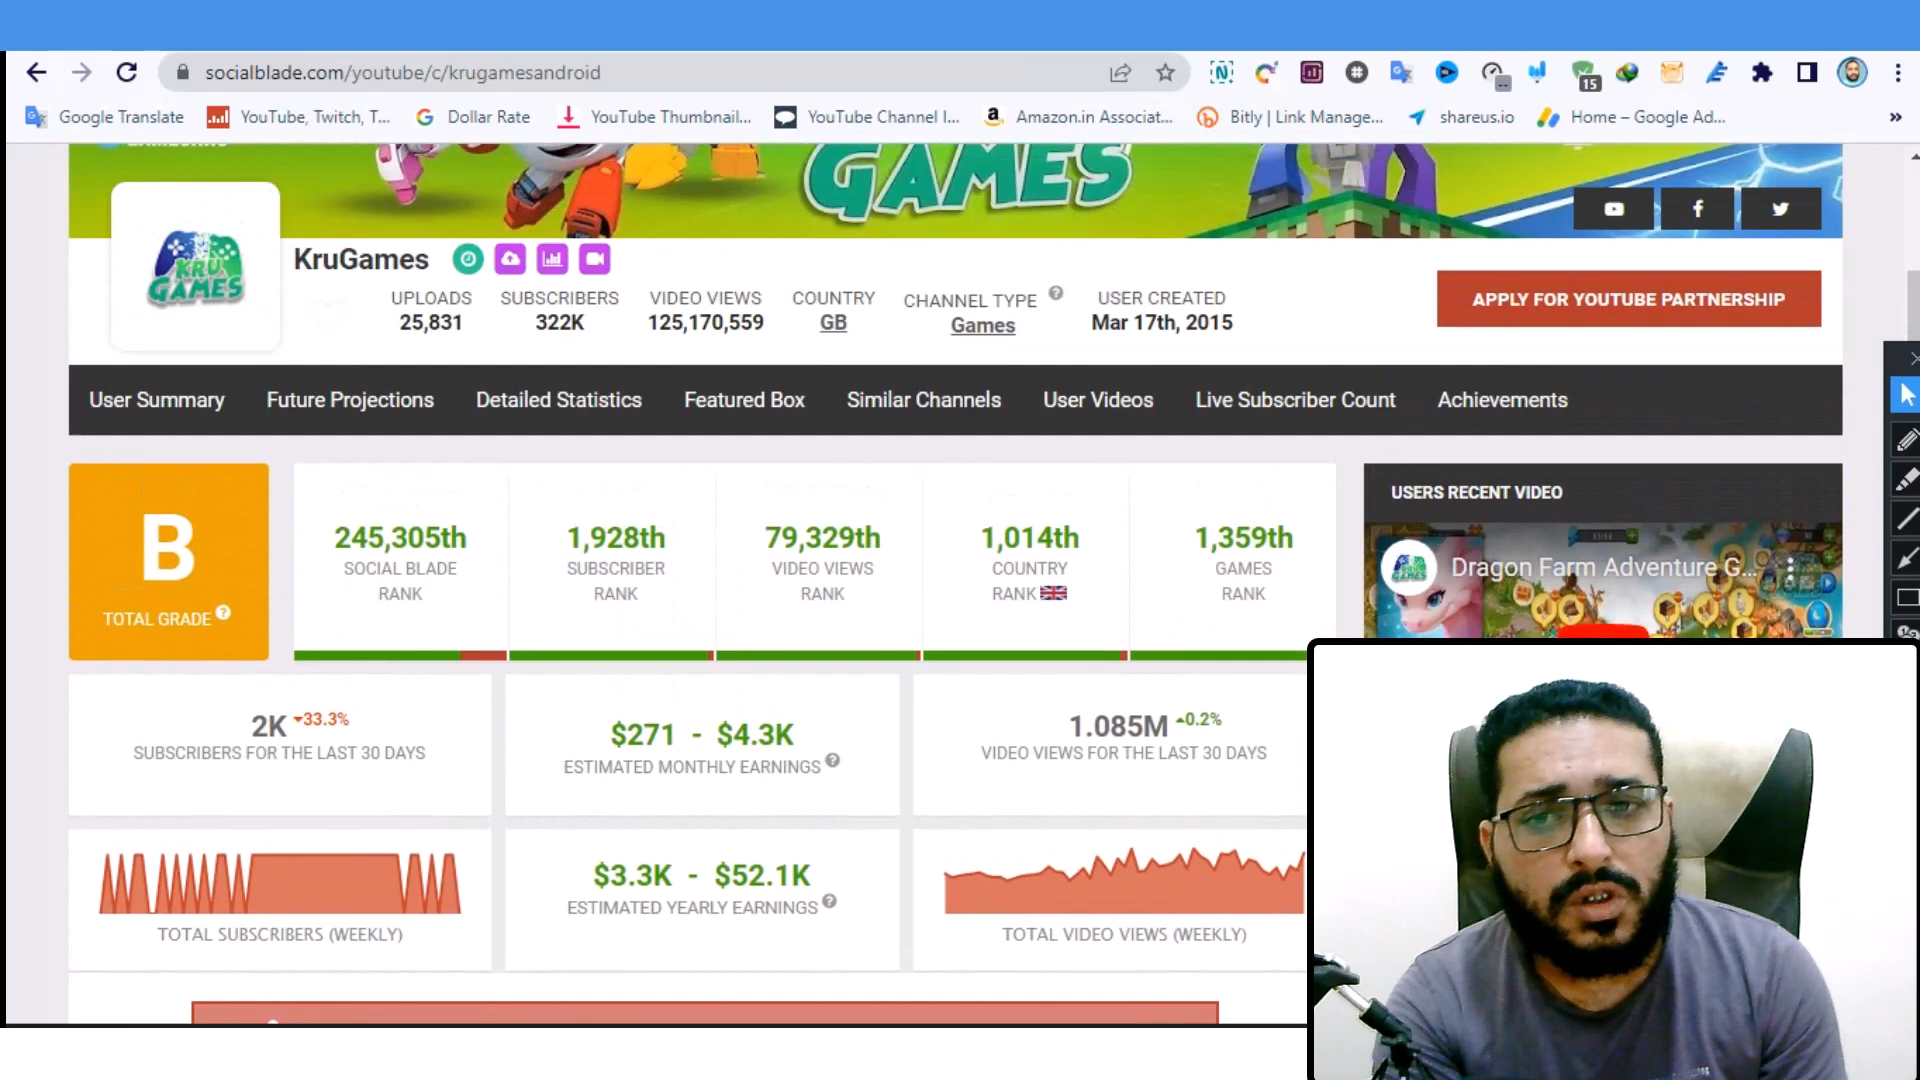 socialblade.com/youtube/c/krugamesandroid
15
Google Translate
YouTube, Twitch, T...
Dollar Rate
YouTube Thumbnail...
YouTube Channel I...
Amazon.in Associat...
Bitly | Link Manage...
shareus.io
Home – Google Ad...
»
GAMES
KRU
GAMES
KruGames
UPLOADS
25,831
SUBSCRIBERS
322K
VIDEO VIEWS
125,170,559
COUNTRY
GB
CHANNEL TYPE
Games
USER CREATED
Mar 17th, 2015
APPLY FOR YOUTUBE PARTNERSHIP
User Summary
Future Projections
Detailed Statistics
Featured Box
Similar Channels
User Videos
Live Subscriber Count
Achievements
B
TOTAL GRADE
245,305th
SOCIAL BLADE
RANK
1,928th
SUBSCRIBER
RANK
79,329th
VIDEO VIEWS
RANK
1,014th
COUNTRY
RANK
1,359th
GAMES
RANK
USERS RECENT VIDEO
Dragon Farm Adventure G...
2K 33.3%
SUBSCRIBERS FOR THE LAST 30 DAYS
$271 - $4.3K
ESTIMATED MONTHLY EARNINGS
1.085M 0.2%
VIDEO VIEWS FOR THE LAST 30 DAYS
TOTAL SUBSCRIBERS (WEEKLY)
$3.3K - $52.1K
ESTIMATED YEARLY EARNINGS
TOTAL VIDEO VIEWS (WEEKLY)